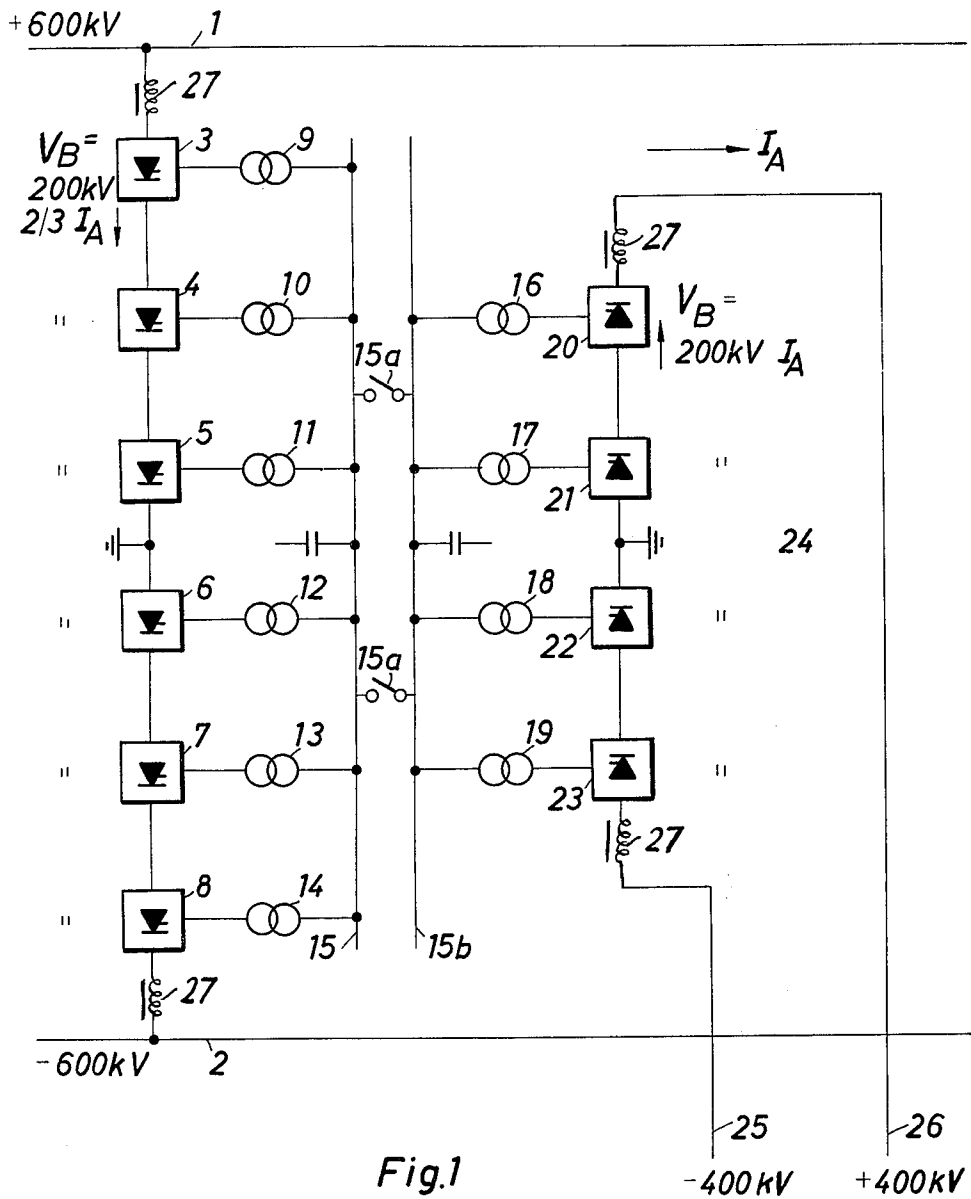 +600kV
1
27
3
9
V_B=
200kV
2/3 I_A
I_A
27
4
10
16
"
20
V_B=
200kV I_A
15a
5
11
17
"
21
"
24
6
12
18
"
22
"
15a
7
13
19
"
23
"
27
8
14
"
15
15b
27
-600kV
2
25
26
-400kV
+400kV
Fig.1